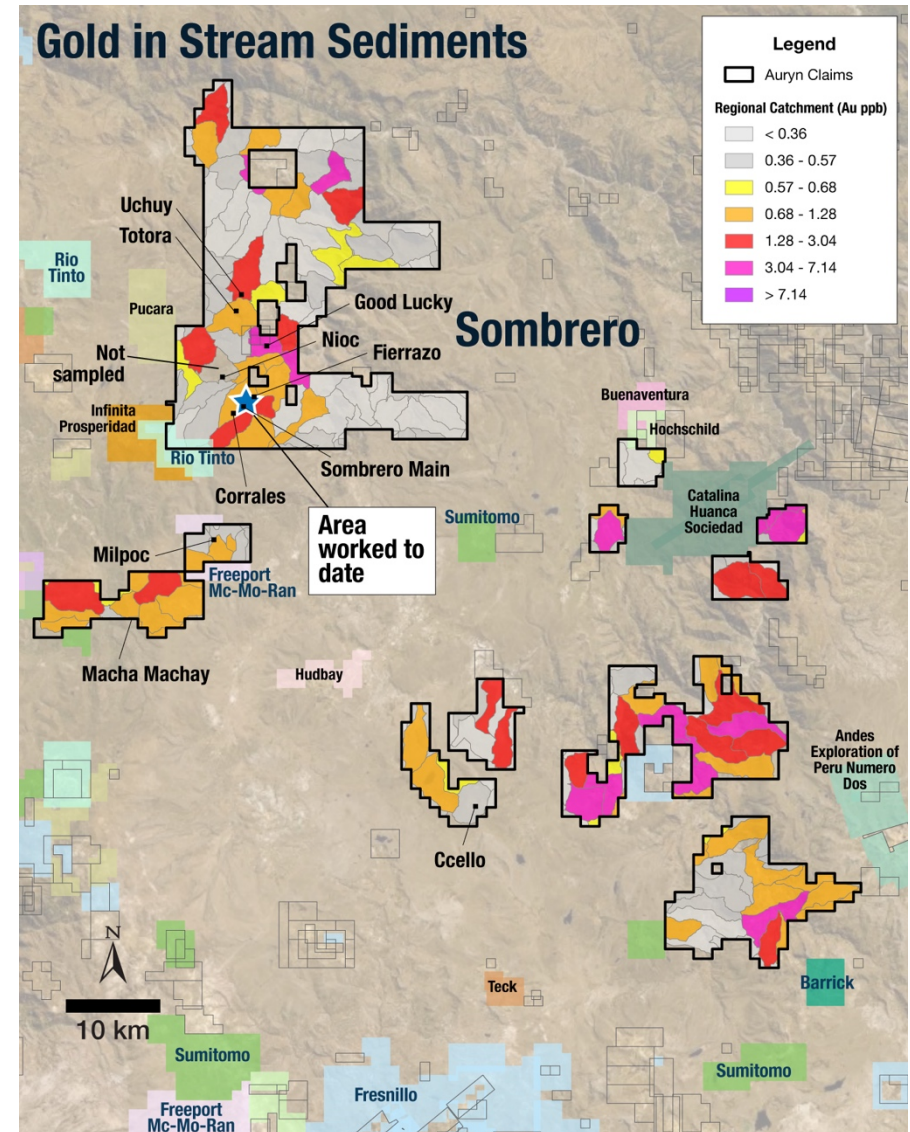 Gold in Stream Sediments
Legend
Auryn Claims
Regional Catchment (Au ppb)
< 0.36
0.36 - 0.57
0.57 - 0.68
0.68 - 1.28
1.28 - 3.04
3.04 - 7.14
> 7.14
Uchuy
Totora
Rio
Tinto
Pucara
Good Lucky
Sombrero
Nioc
Fierrazo
Not
sampled
Infinita
Prosperidad
Rio Tinto
Sombrero Main
Corrales
Buenaventura
Hochschild
Catalina
Huanca
Sociedad
Area
worked to
date
Sumitomo
Milpoc
Freeport
Mc-Mo-Ran
Macha Machay
Hudbay
Andes
Exploration of
Peru Numero
Dos
Ccello
N
10 km
Teck
Barrick
Sumitomo
Fresnillo
Sumitomo
Freeport
Mc-Mo-Ran